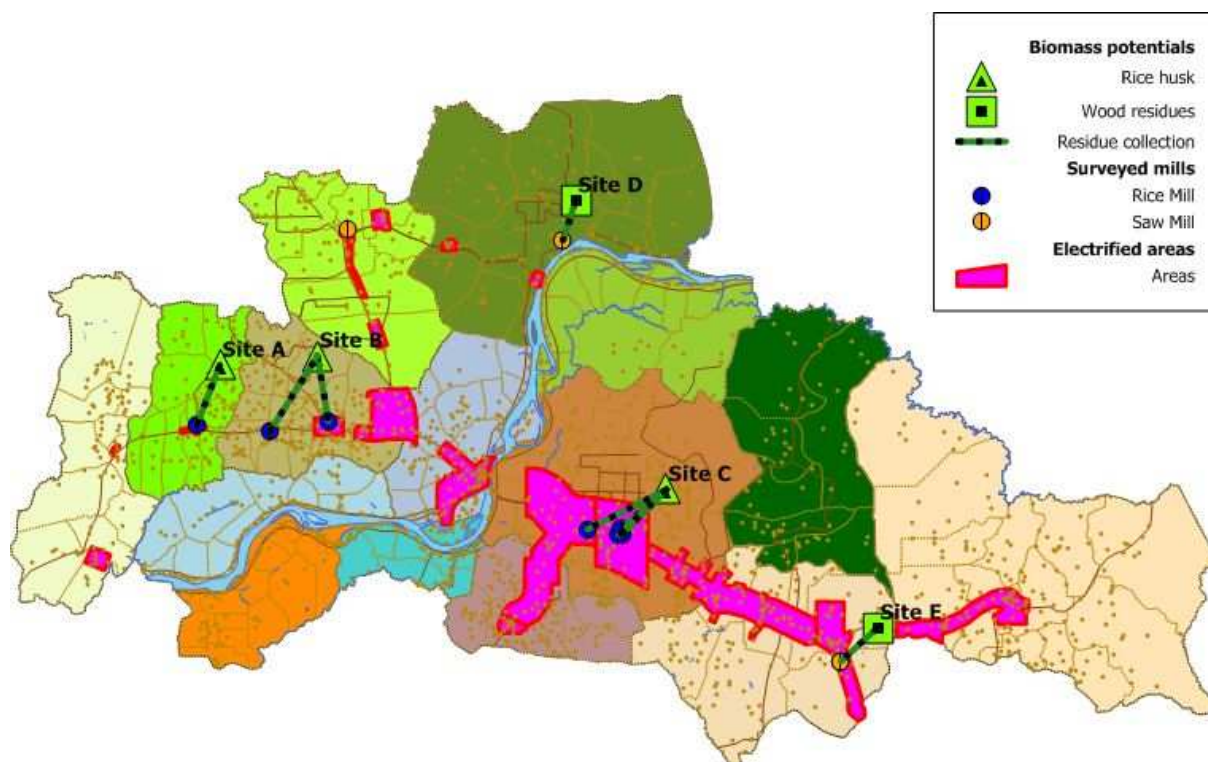 Biomass potentials
Rice husk
Wood residues
Residue collection
Surveyed mills
Rice Mill
Saw Mill
Electrified areas
Areas
Site D
Site A
Site B
Site C
Site E